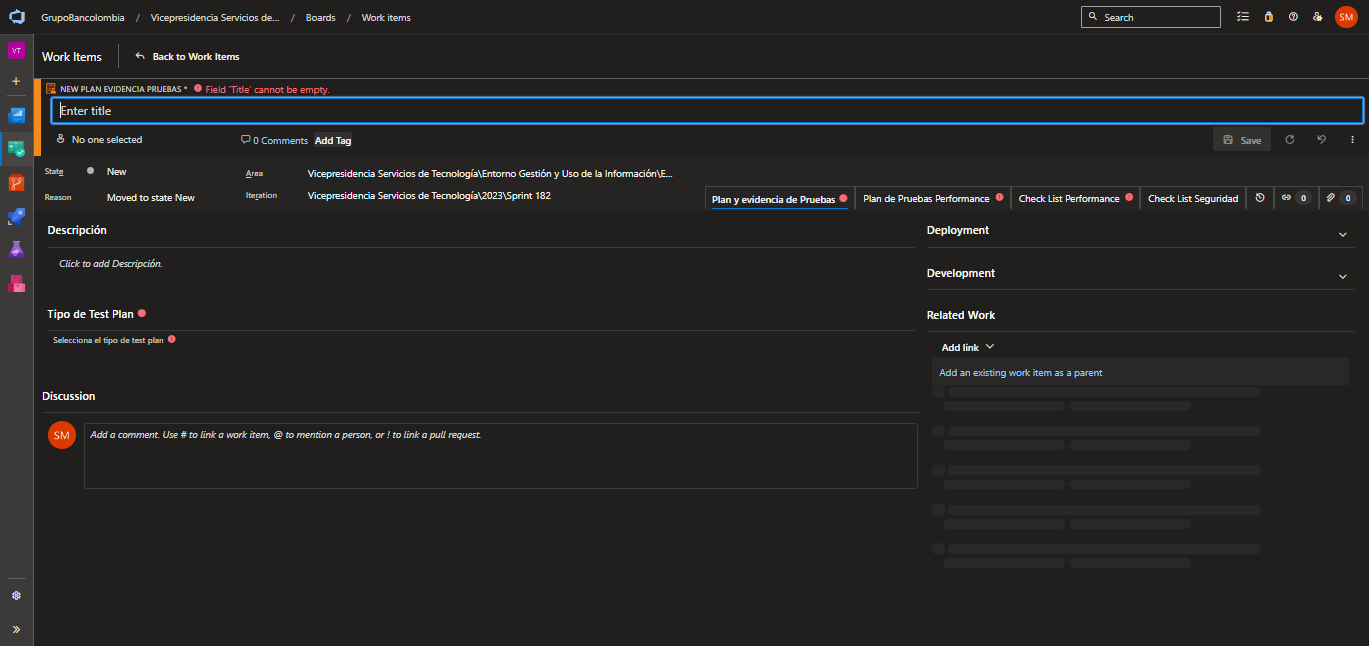 GrupoBancolombia / Vicepresidencia Servicios de... / Boards / Work items
Search
SM
VT
Work Items
Back to Work Items
NEW PLAN EVIDENCIA PRUEBAS * Field 'Title' cannot be empty.
Enter title
No one selected
0 Comments
Add Tag
Save
State
New
Area
Vicepresidencia Servicios de Tecnología\Entorno Gestión y Uso de la Información\E...
Reason
Moved to state New
Iteration
Vicepresidencia Servicios de Tecnología\2023\Sprint 182
Plan y evidencia de Pruebas
Plan de Pruebas Performance
Check List Performance
Check List Seguridad
0
0
Descripción
Click to add Descripción.
Tipo de Test Plan
Selecciona el tipo de test plan
Discussion
SM
Add a comment. Use # to link a work item, @ to mention a person, or ! to link a pull request.
Deployment
Development
Related Work
Add link
Add an existing work item as a parent